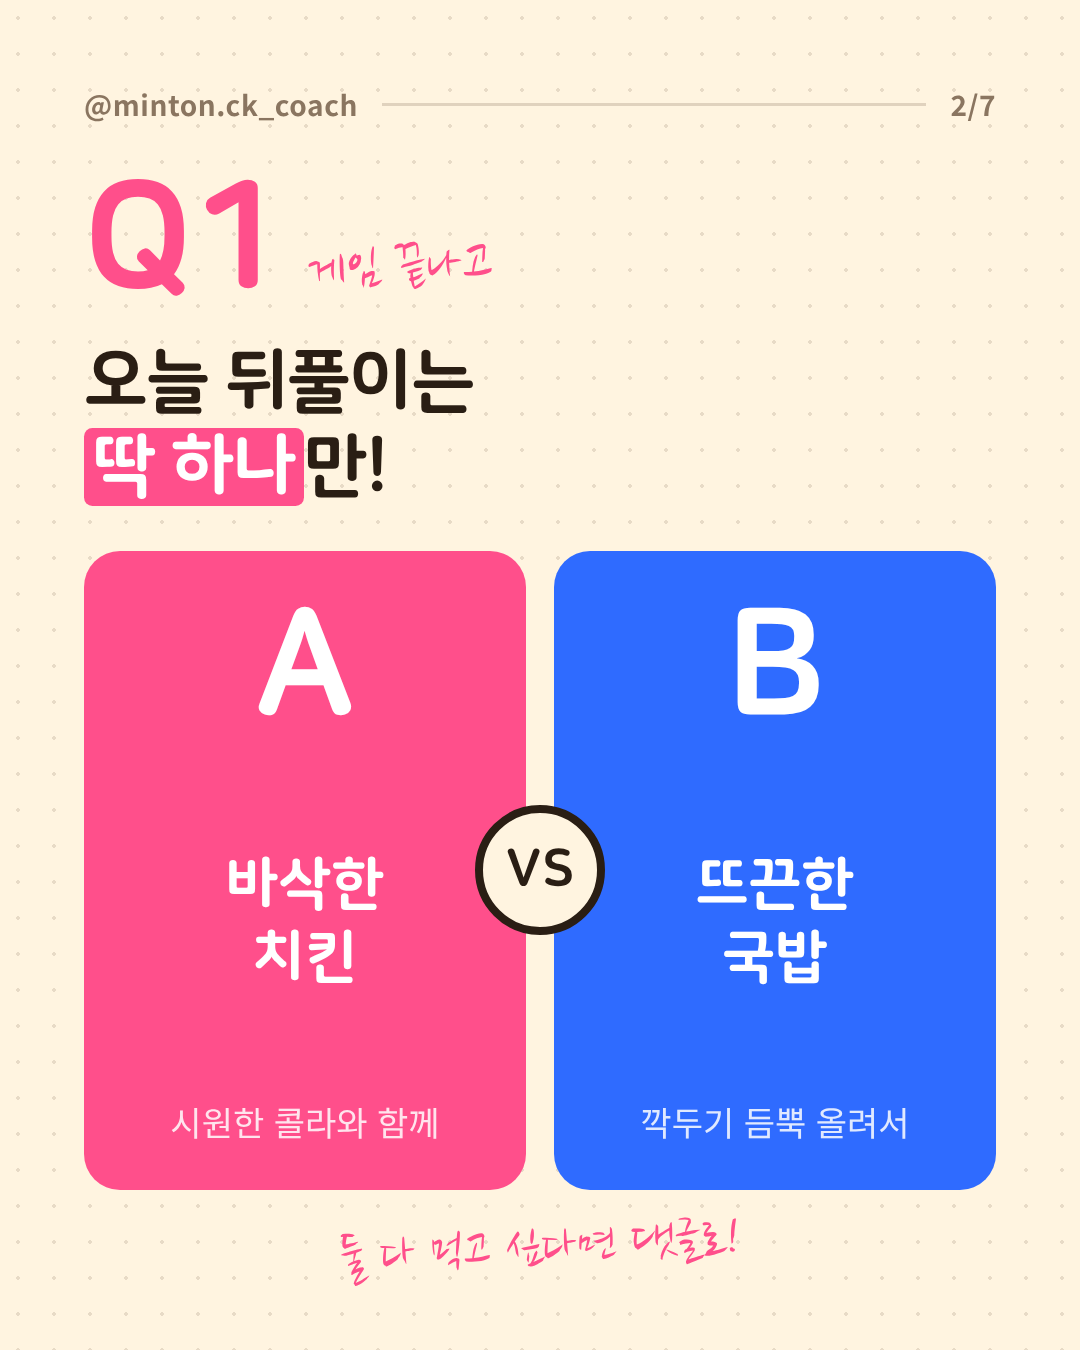 @minton.ck_coach 2/7
Q1 게임 끝나고
오늘 뒤풀이는
딱 하나만!
A
바삭한
치킨
시원한 콜라와 함께
VS
B
뜨끈한
국밥
깍두기 듬뿍 올려서
둘 다 먹고 싶다면 댓글로!